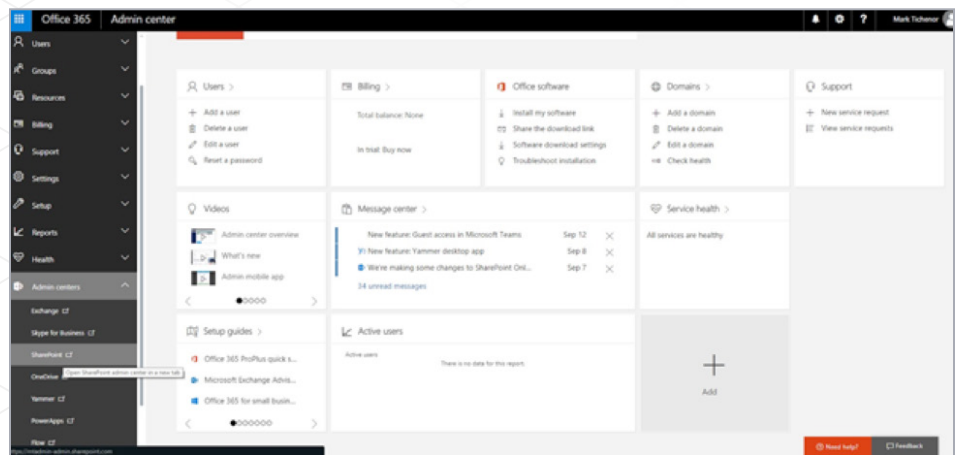 Office 365 Admin center Mark Tichenor
Users
Groups
Resources
Billing
Support
Settings
Setup
Reports
Health
Admin centers
Exchange
Skype for Business
SharePoint
Open SharePoint admin center in a new tab
OneDrive
Yammer
PowerApps
Flow
https://mtadmin-admin.sharepoint.com
Users >
Add a user
Delete a user
Edit a user
Reset a password
Billing >
Total balance: None
In trial: Buy now
Office software
Install my software
Share the download link
Software download settings
Troubleshoot installation
Domains >
Add a domain
Delete a domain
Edit a domain
Check health
Support
New service request
View service requests
Videos
Admin center overview
What's new
Admin mobile app
Message center >
New feature: Guest access in Microsoft Teams Sep 12
New feature: Yammer desktop app Sep 8
We're making some changes to SharePoint Onl... Sep 7
34 unread messages
Service health >
All services are healthy
Setup guides >
Office 365 ProPlus quick s...
Microsoft Exchange Advis...
Office 365 for small busin...
Active users
Active users
There is no data for this report.
Add
Need help?
Feedback